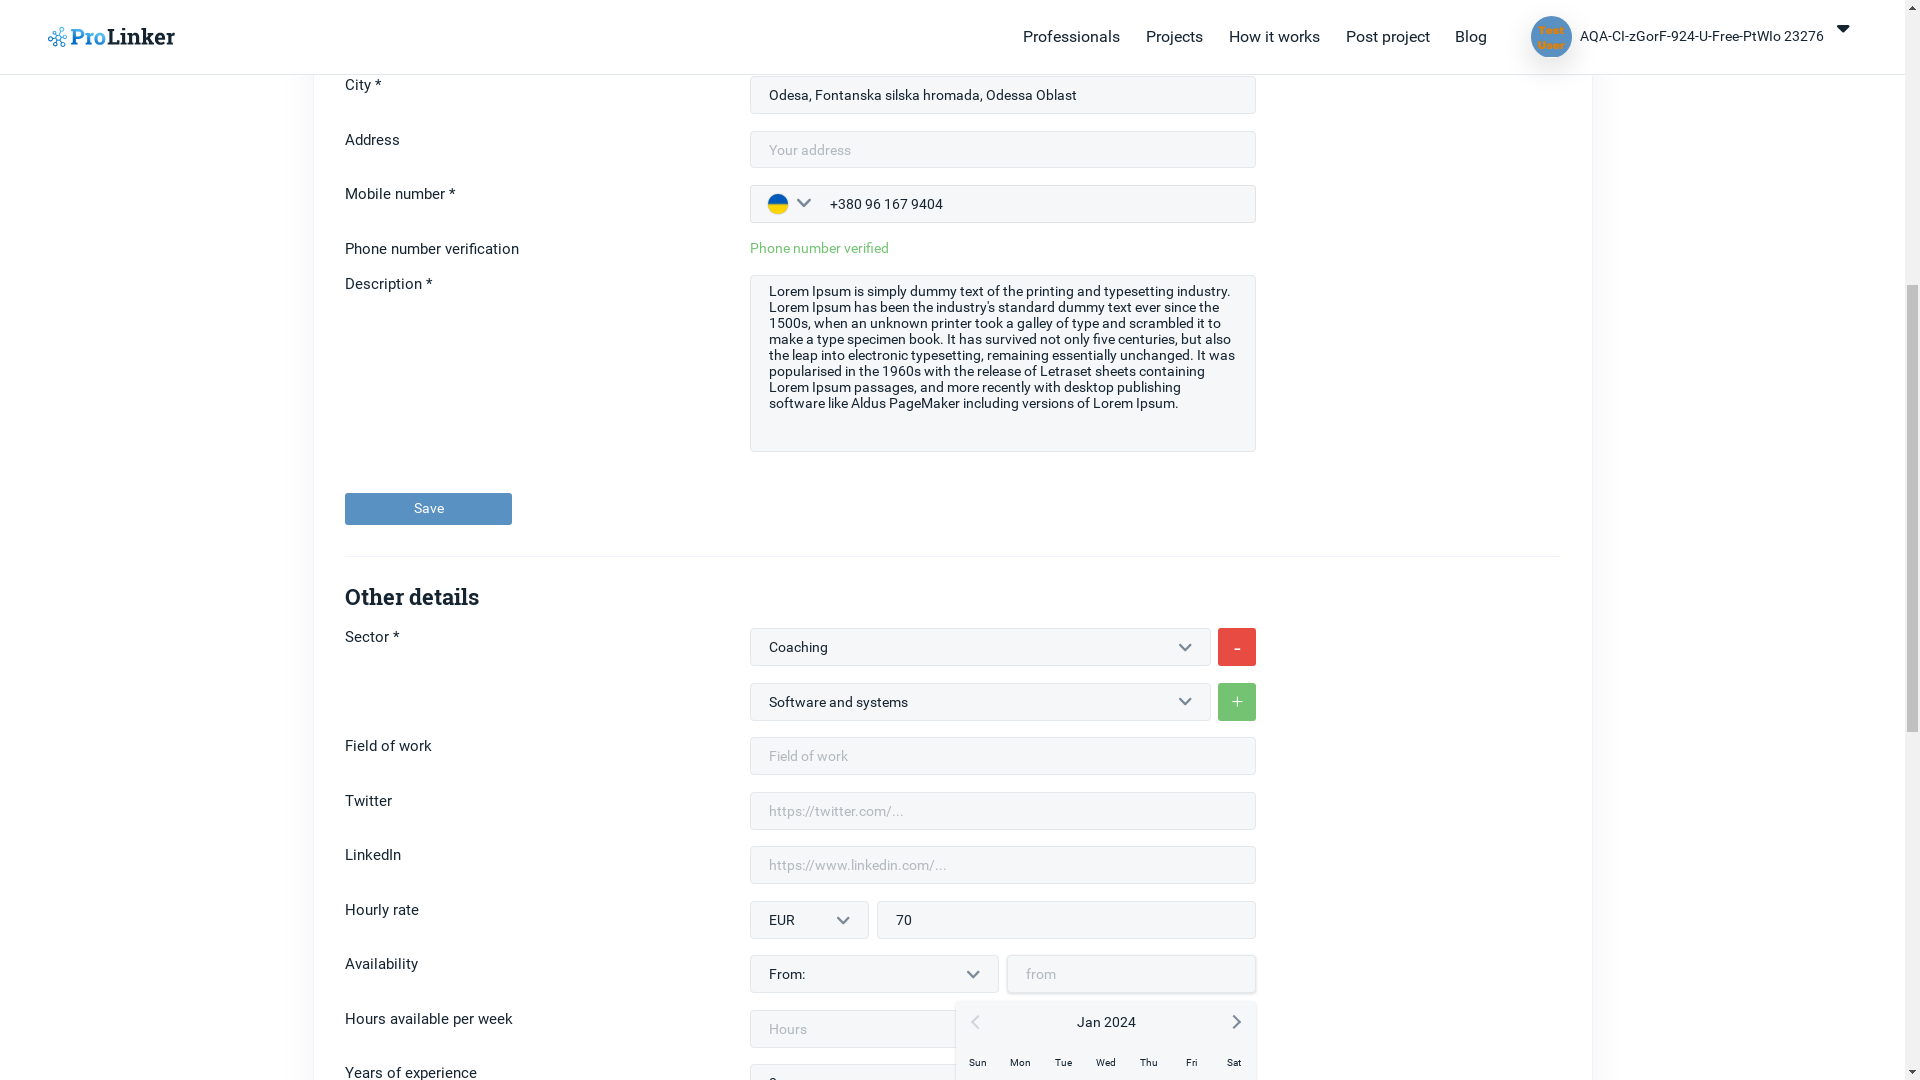 ProLinker
Professionals
Projects
How it works
Post project
Blog
Test
User
AQA-CI-zGorF-924-U-Free-PtWIo 23276
City *
Odesa, Fontanska silska hromada, Odessa Oblast
Address
Your address
Mobile number *
+380 96 167 9404
Phone number verification
Phone number verified
Description *
Lorem Ipsum is simply dummy text of the printing and typesetting industry.
Lorem Ipsum has been the industry's standard dummy text ever since the
1500s, when an unknown printer took a galley of type and scrambled it to
make a type specimen book. It has survived not only five centuries, but also
the leap into electronic typesetting, remaining essentially unchanged. It was
popularised in the 1960s with the release of Letraset sheets containing
Lorem Ipsum passages, and more recently with desktop publishing
software like Aldus PageMaker including versions of Lorem Ipsum.
Save
Other details
Sector *
Coaching
-
Software and systems
+
Field of work
Field of work
Twitter
https://twitter.com/...
LinkedIn
https://www.linkedin.com/...
Hourly rate
EUR
70
Availability
From:
from
Hours available per week
Hours
Jan 2024
Sun Mon Tue Wed Thu Fri Sat
Years of experience